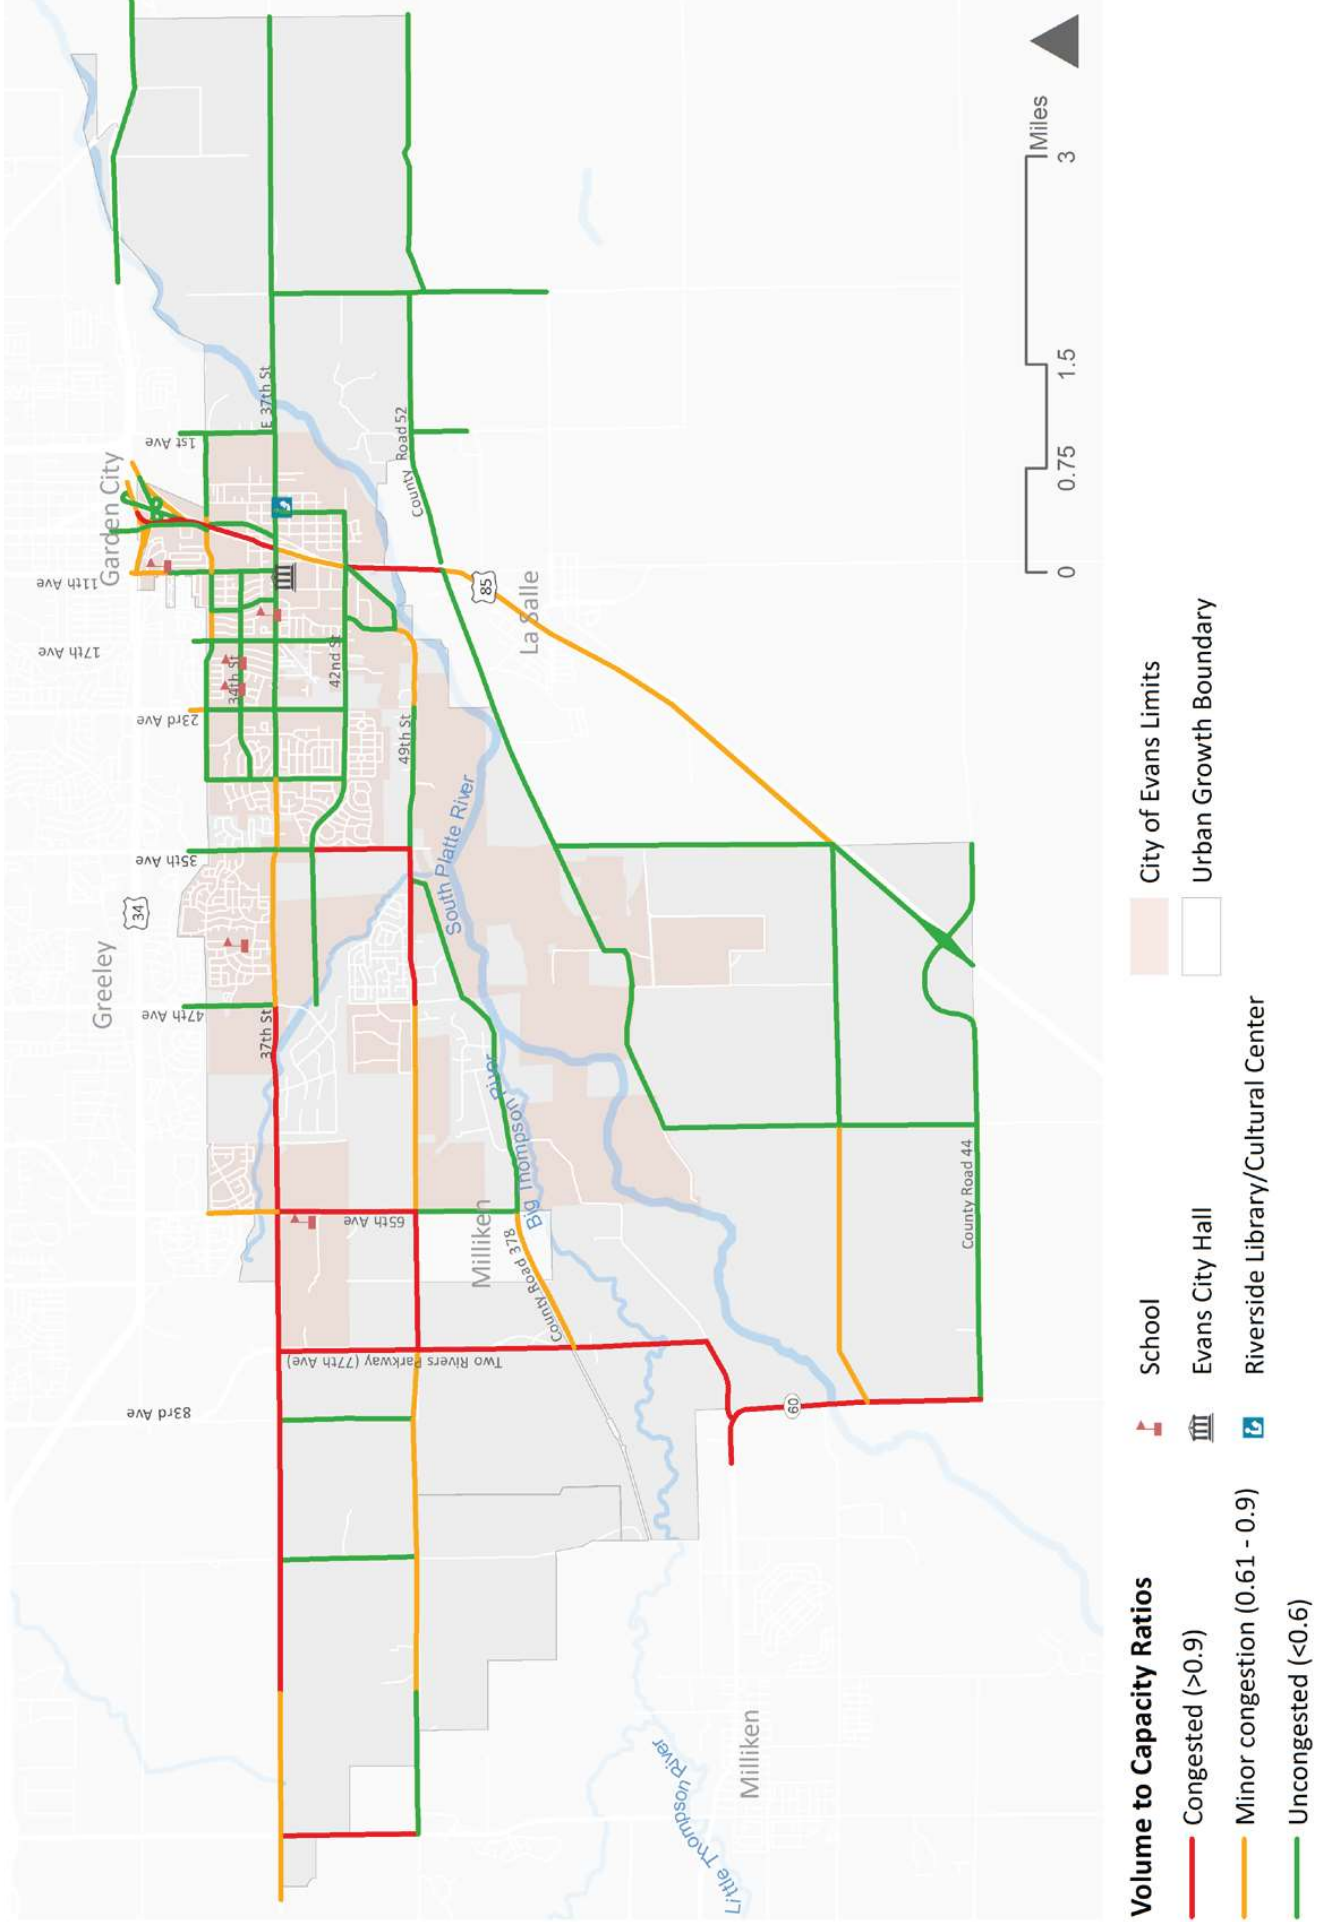 83rd Ave
Two Rivers Parkway (77th Ave)
65th Ave
47th Ave
35th Ave
23rd Ave
17th Ave
11th Ave
1st Ave
Greeley
34
Garden City
37th St
E 37th St
34th St
42nd St
49th St
County Road 52
South Platte River
Big Thompson River
Milliken
County Road 37B
85
La Salle
60
County Road 44
Milliken
Little Thompson River
0 0.75 1.5 3
Miles
Volume to Capacity Ratios
Congested (>0.9)
Minor congestion (0.61 - 0.9)
Uncongested (<0.6)
School
Evans City Hall
Riverside Library/Cultural Center
City of Evans Limits
Urban Growth Boundary